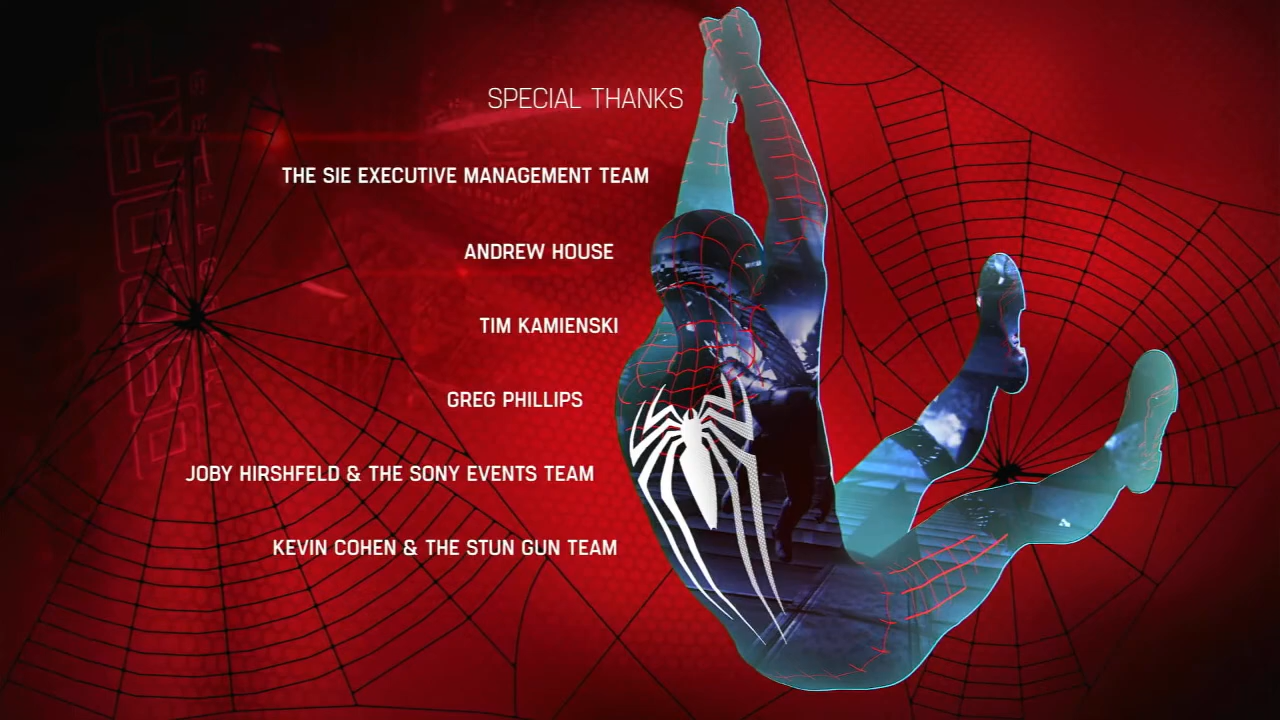 SPECIAL THANKS
THE SIE EXECUTIVE MANAGEMENT TEAM
ANDREW HOUSE
TIM KAMIENSKI
GREG PHILLIPS
JOBY HIRSHFELD & THE SONY EVENTS TEAM
KEVIN COHEN & THE STUN GUN TEAM